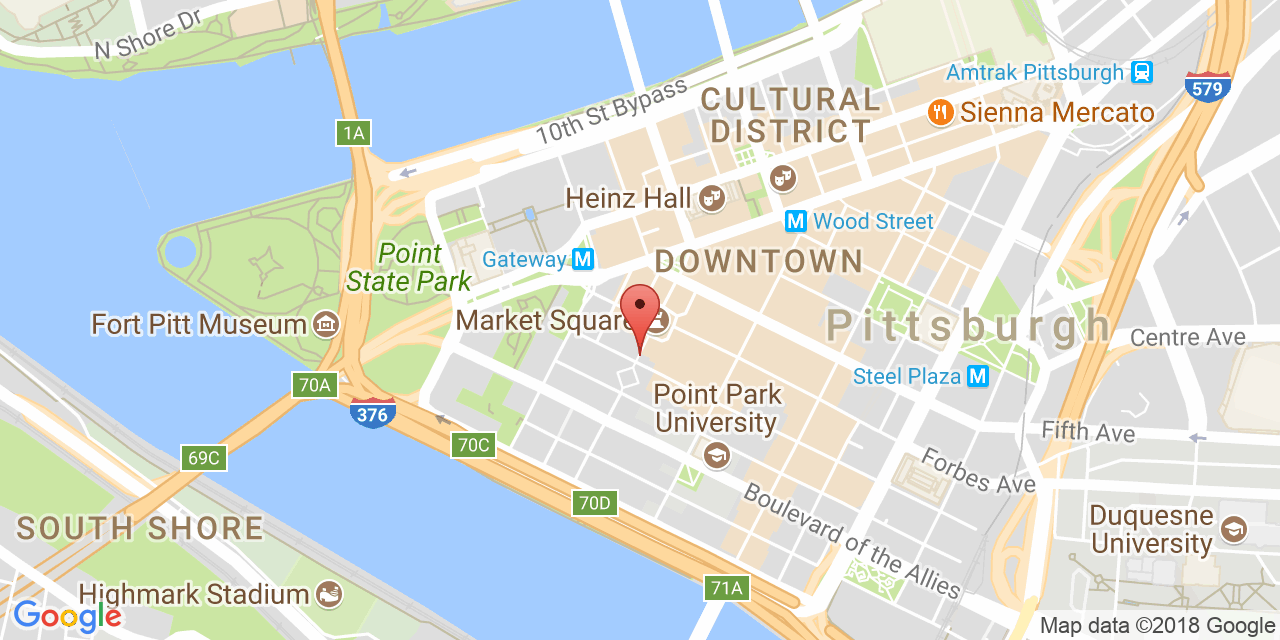 N Shore Dr
1A
10th St Bypass
CULTURAL
DISTRICT
Amtrak Pittsburgh
579
Sienna Mercato
Heinz Hall
M Wood Street
Point
State Park
Gateway M
DOWNTOWN
Fort Pitt Museum
Market Square
Pittsburgh
Centre Ave
Steel Plaza M
70A
376
Point Park
University
70C
69C
Fifth Ave
Forbes Ave
70D
Boulevard of the Allies
SOUTH SHORE
Duquesne
University
71A
Highmark Stadium
Google
Map data ©2018 Google